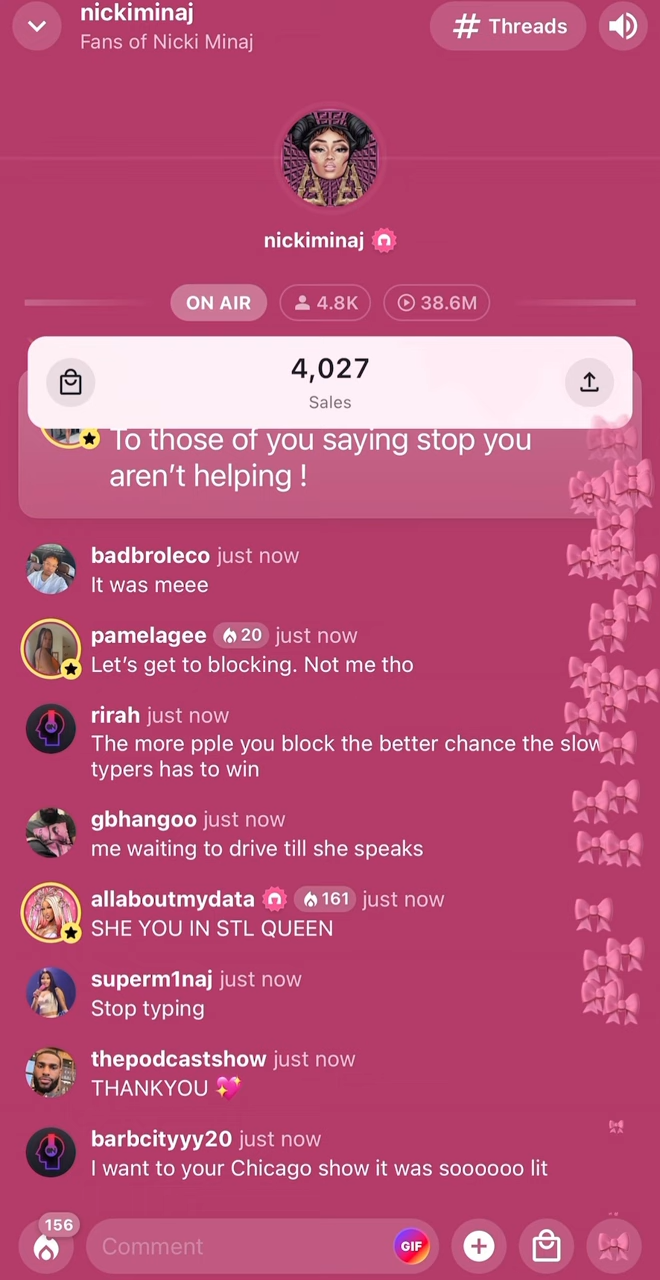 nickiminaj
Fans of Nicki Minaj
# Threads
nickiminaj
ON AIR
4.8K
38.6M
4,027
Sales
To those of you saying stop you
aren’t helping !
badbroleco just now
It was meee
pamelagee 20 just now
Let’s get to blocking. Not me tho
rirah just now
The more pple you block the better chance the slow
typers has to win
gbhangoo just now
me waiting to drive till she speaks
allaboutmydata 161 just now
SHE YOU IN STL QUEEN
superm1naj just now
Stop typing
thepodcastshow just now
THANKYOU 💖
barbcityyy20 just now
I want to your Chicago show it was soooooo lit
156
Comment
GIF